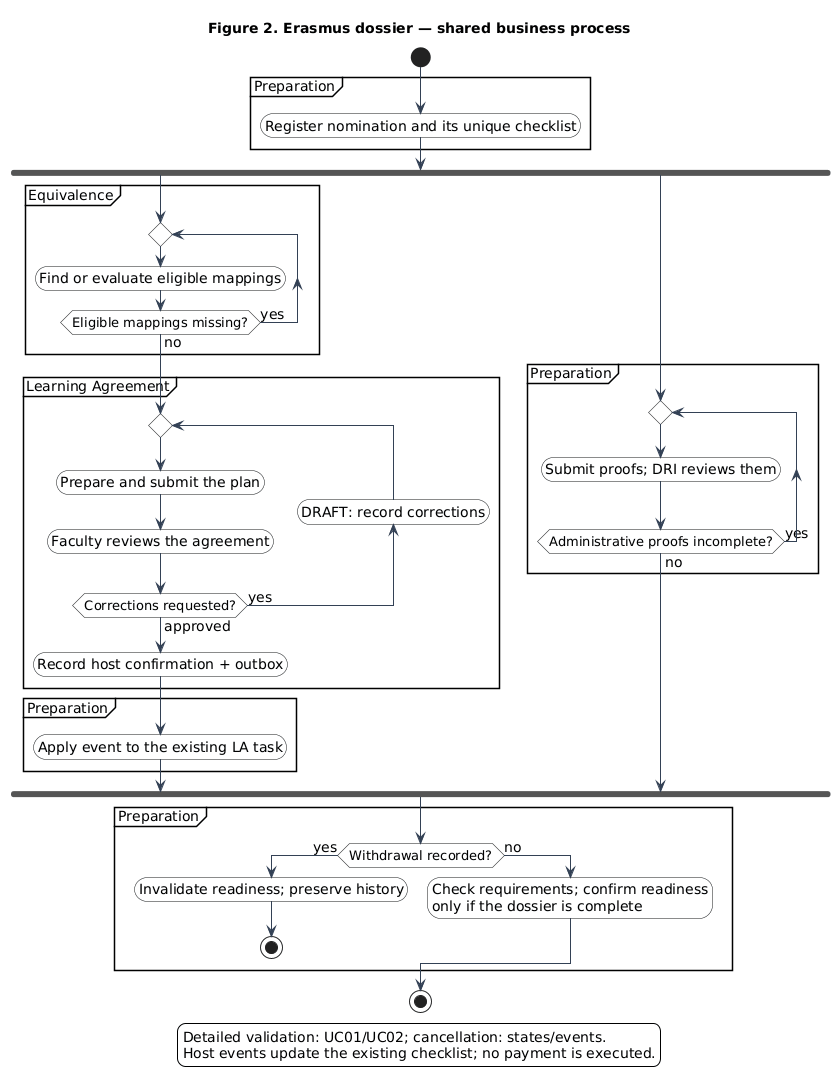 Figure 2. Erasmus dossier — shared business process
Preparation
Register nomination and its unique checklist
Equivalence
Find or evaluate eligible mappings
Eligible mappings missing?
yes
no
Learning Agreement
Prepare and submit the plan
DRAFT: record corrections
Faculty reviews the agreement
Corrections requested?
yes
approved
Record host confirmation + outbox
Preparation
Apply event to the existing LA task
Preparation
Submit proofs; DRI reviews them
Administrative proofs incomplete?
yes
no
Preparation
yes
Withdrawal recorded?
no
Invalidate readiness; preserve history
Check requirements; confirm readiness
only if the dossier is complete
Detailed validation: UC01/UC02; cancellation: states/events.
Host events update the existing checklist; no payment is executed.